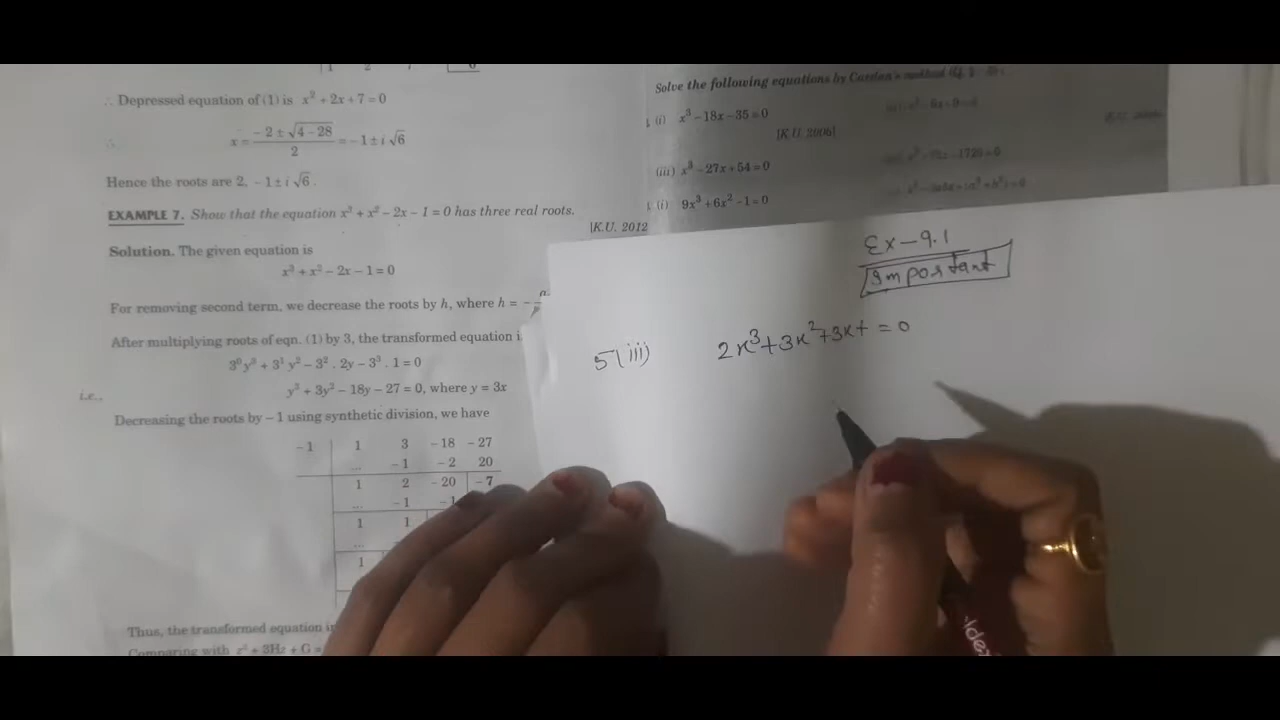 ∴ Depressed equation of (1) is x² + 2x + 7 = 0
∴ x = (-2 ± √(4 - 28))/2 = -1 ± i √6
Hence the roots are 2, -1 ± i √6.
EXAMPLE 7. Show that the equation x³ + x² - 2x - 1 = 0 has three real roots.
|K.U. 2012
Solution. The given equation is
x³ + x² - 2x - 1 = 0
For removing second term, we decrease the roots by h, where h = -
After multiplying roots of eqn. (1) by 3, the transformed equation i
3⁰y³ + 3¹ y² - 3² . 2y - 3³ . 1 = 0
i.e., y³ + 3y² - 18y - 27 = 0, where y = 3x
Decreasing the roots by - 1 using synthetic division, we have
-1 | 1 3 -18 -27
... -1 -2 20
1 2 -20 -7
... -1 -1
1 1
...
1
Thus, the transformed equation i
Comparing with z³ + 3Hz + G =
Solve the following equations by Cardan's method
(i) x³ - 18x - 35 = 0
|K.U. 2006|
(iii) x³ - 27x + 54 = 0
(i) 9x³ + 6x² - 1 = 0
Ex-9.1
Important
5(iii) 2x³+3x²+3x+ = 0